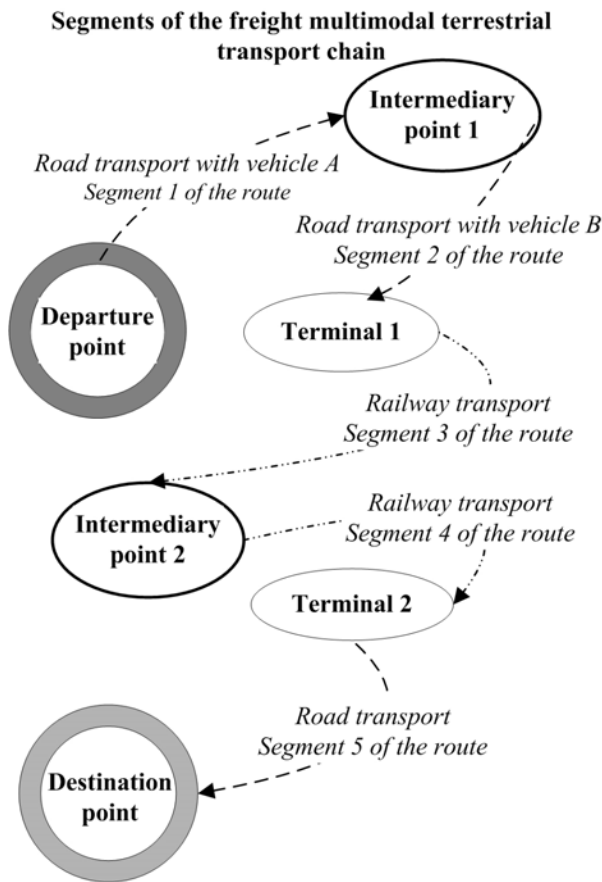 Segments of the freight multimodal terrestrial
transport chain
Intermediary
point 1
Road transport with vehicle A
Segment 1 of the route
Road transport with vehicle B
Segment 2 of the route
Departure
point
Terminal 1
Railway transport
Segment 3 of the route
Intermediary
point 2
Railway transport
Segment 4 of the route
Terminal 2
Road transport
Segment 5 of the route
Destination
point